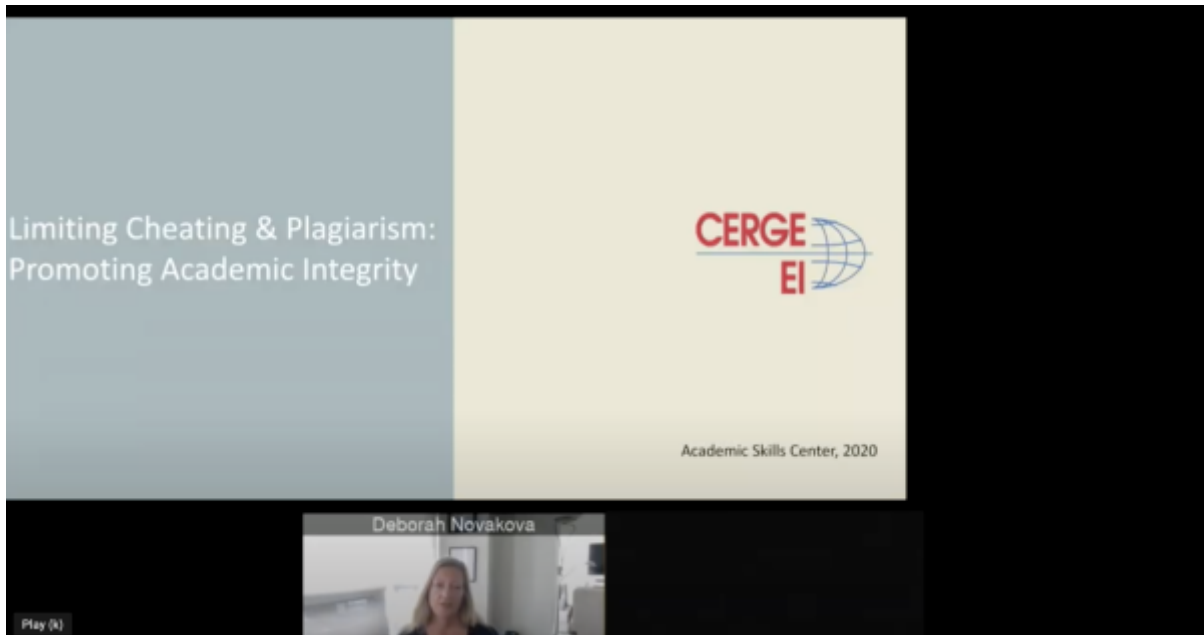 Limiting Cheating & Plagiarism:
Promoting Academic Integrity
CERGE
EI
Academic Skills Center, 2020
Deborah Novakova
Play (k)